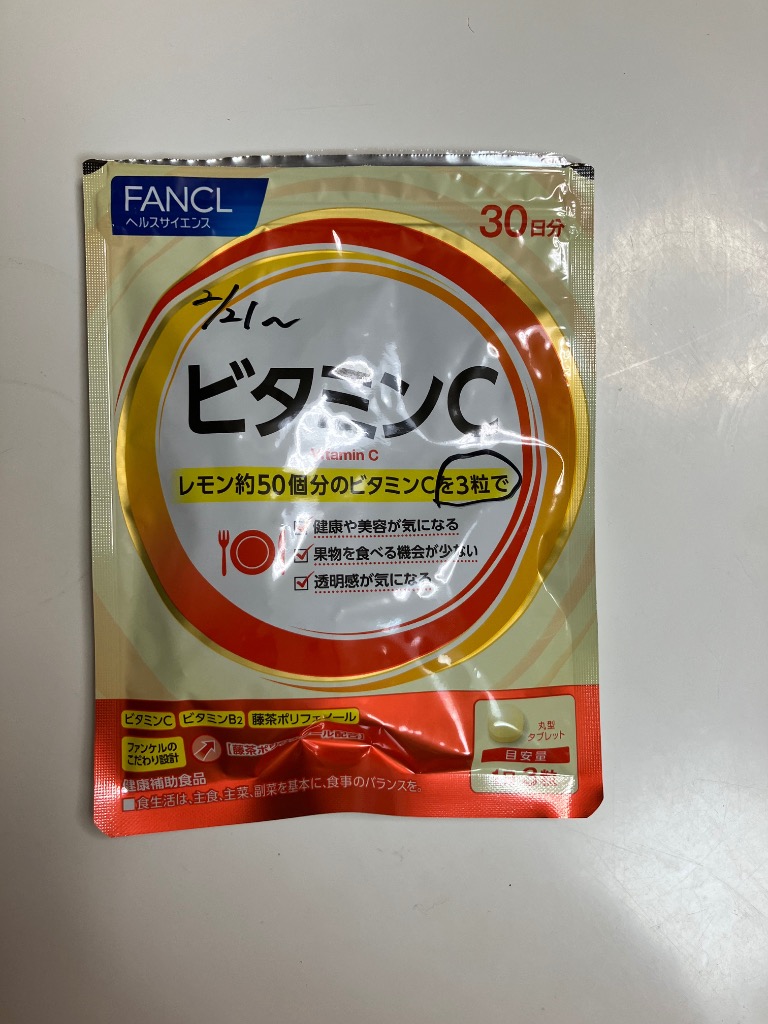 FANCL
ヘルスサイエンス
30日分
2/21~
ビタミンC
Vitamin C
レモン約50個分のビタミンCを3粒で
健康や美容が気になる
果物を食べる機会が少ない
透明感が気になる
ビタミンC ビタミンB2 藤茶ポリフェノール
ファンケルの
こだわり設計
丸型
タブレット
目安量
1日3粒
健康補助食品
■食生活は、主食、主菜、副菜を基本に、食事のバランスを。